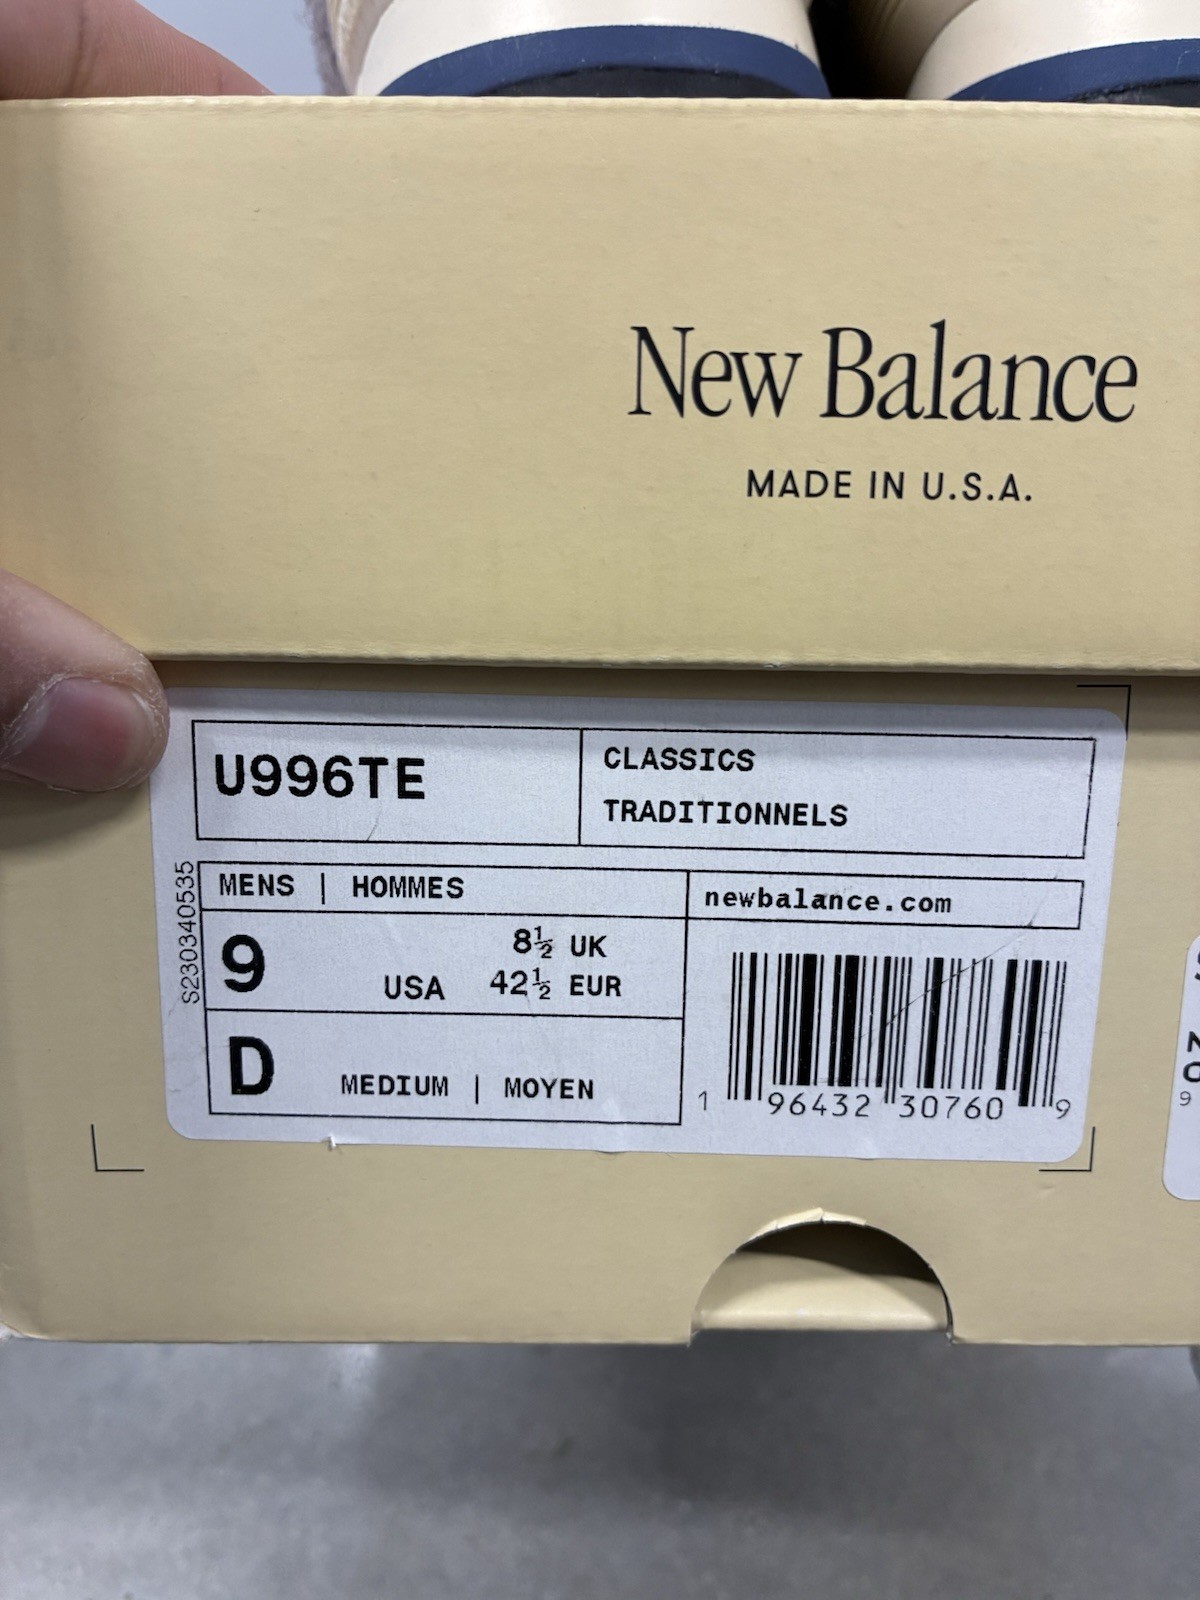 New Balance
MADE IN U.S.A.
U996TE
CLASSICS
TRADITIONNELS
S230340535
MENS | HOMMES
newbalance.com
9
USA
8½ UK
42½ EUR
D
MEDIUM | MOYEN
1 96432 30760 9